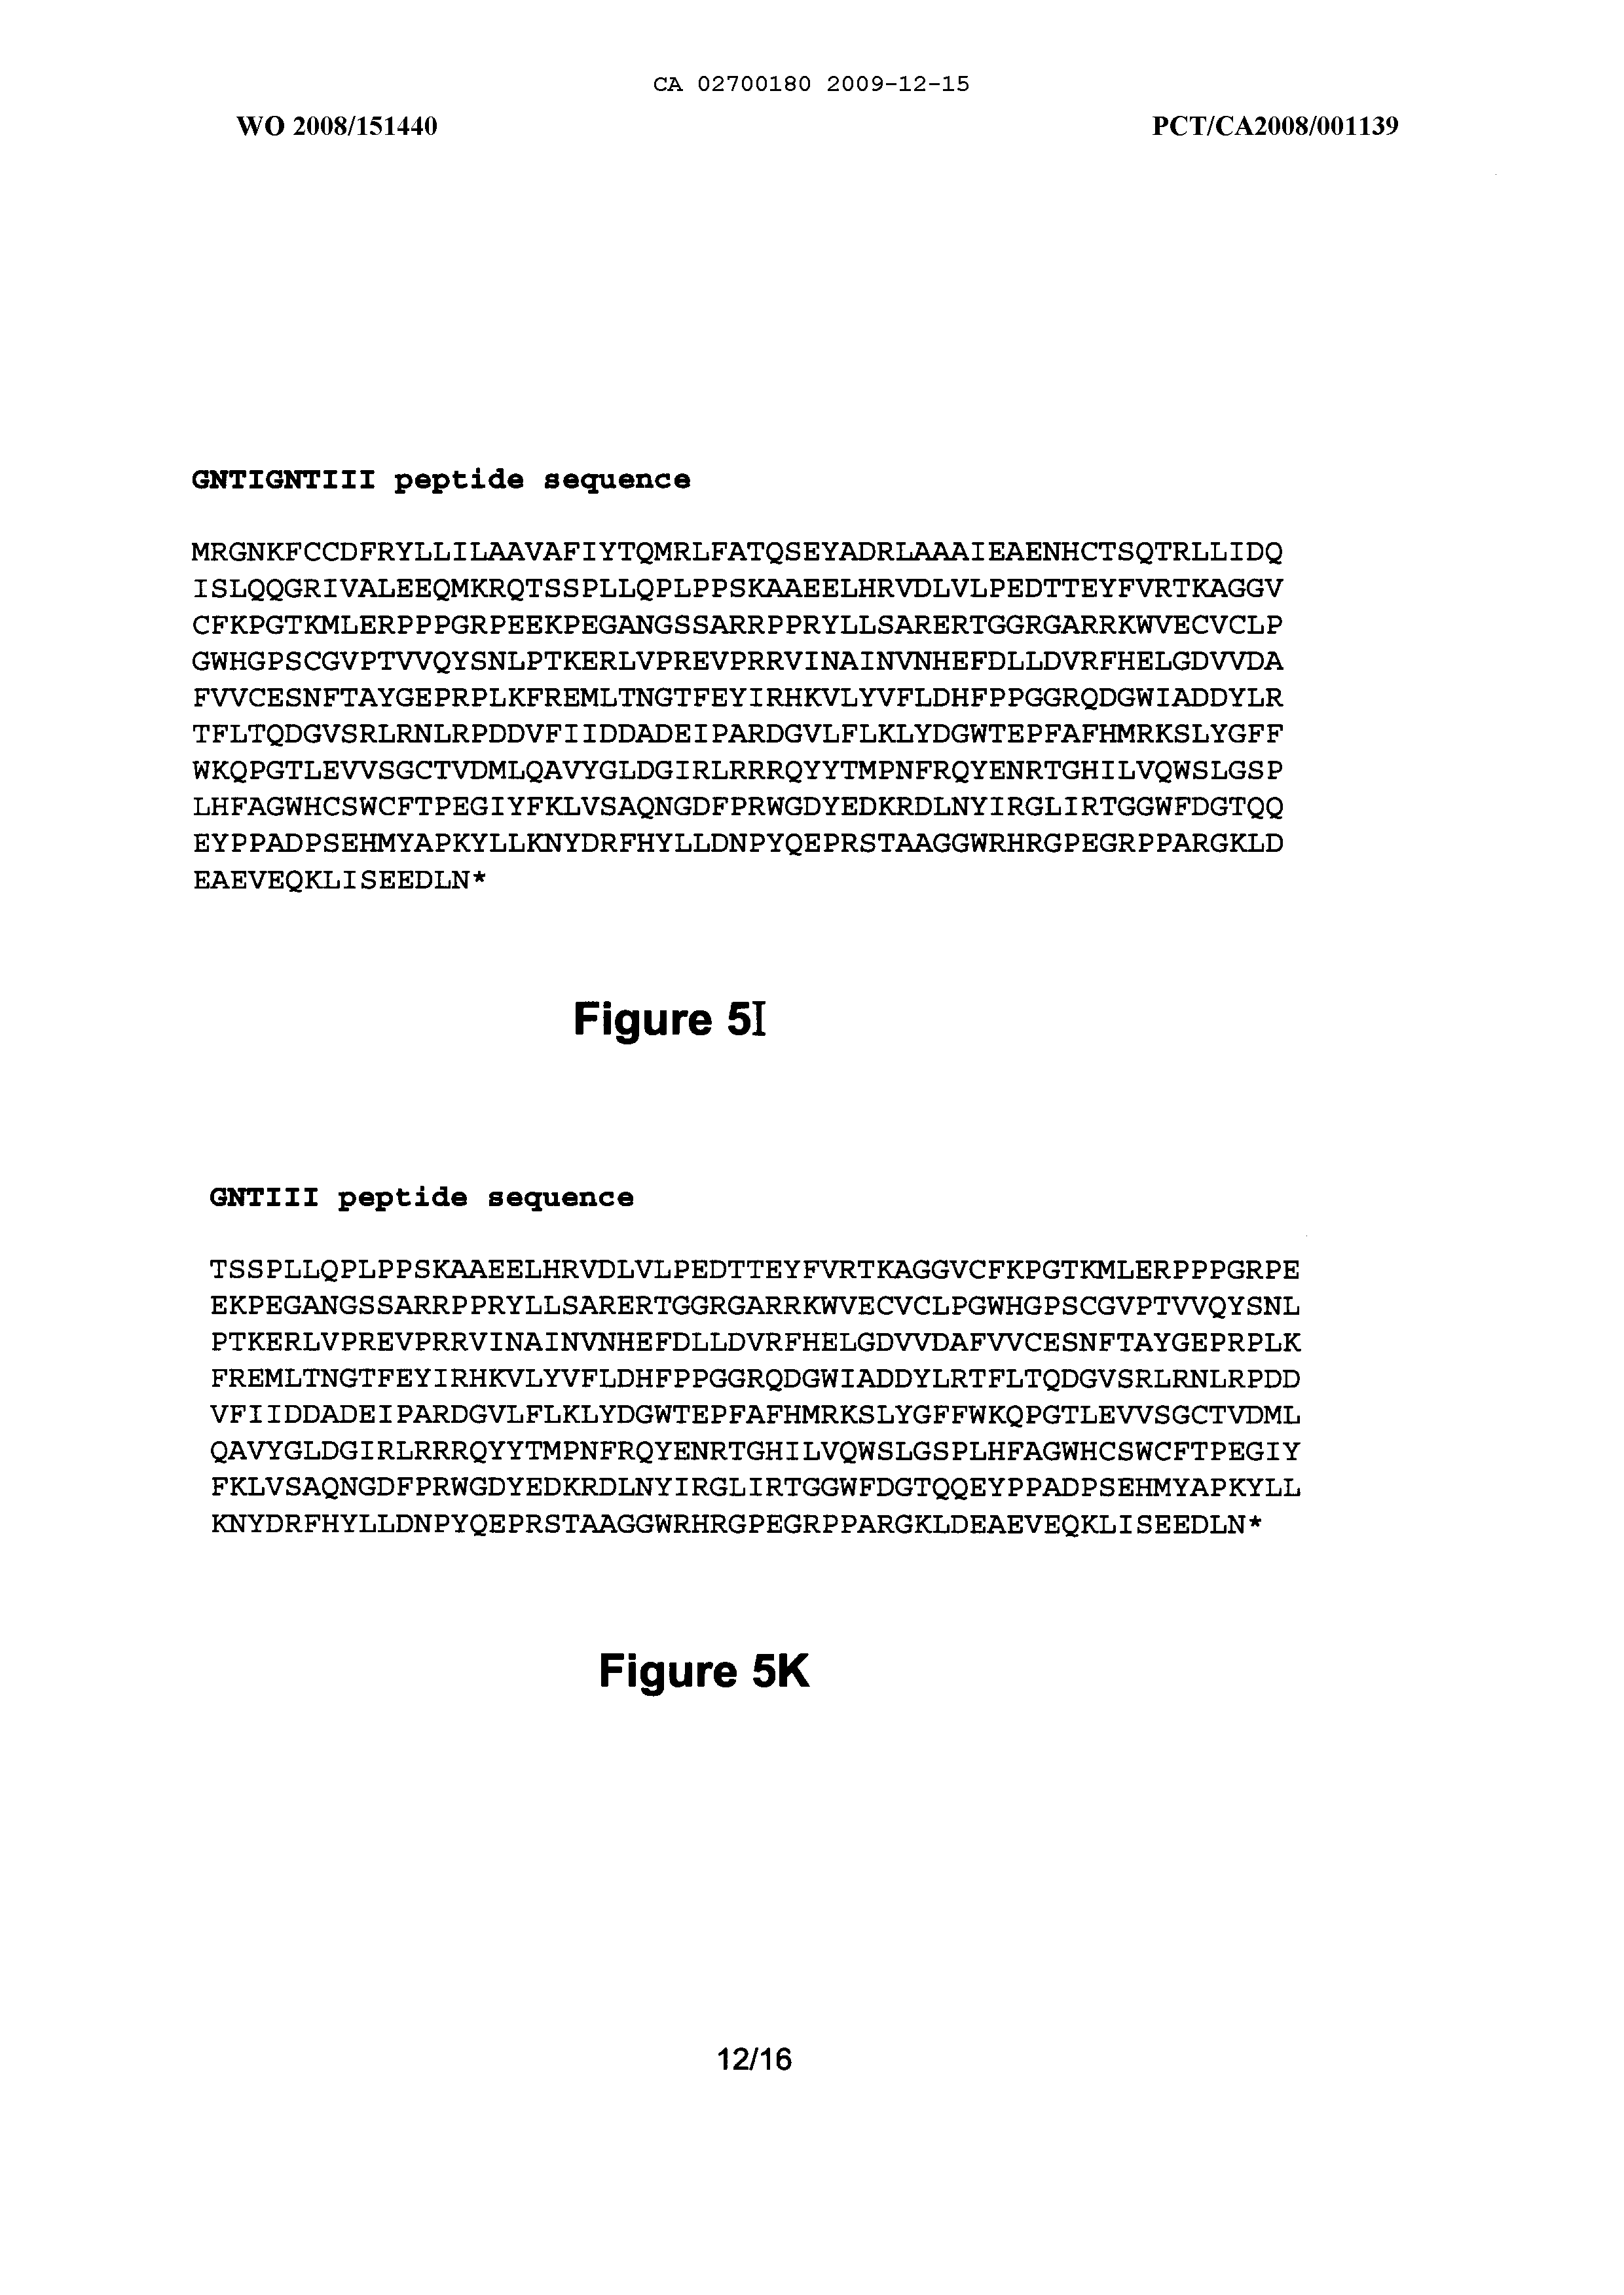 CA 02700180 2009-12-15
WO 2008/151440 PCT/CA2008/001139
GNTIGNTIII peptide sequence
MRGNKFCCDFRYLLILAAVAFIYTQMRLFATQSEYADRLAAAIEAENHCTSQTRLLIDQ
ISLQQGRIVALEEQMKRQTSSPLLQPLPPSKAAEELHRVDLVLPEDTTEYFVRTKAGGV
CFKPGTKMLERPPPGRPEEKPEGANGSSARRPPRYLLSARERTGGRGARRKWVECVCLP
GWHGPSCGVPTVVQYSNLPTKERLVPREVPRRVINAINVNHEFDLLDVRFHELGDVVDA
FVVCESNFTAYGEPRPLKFREMLTNGTFEYIRHKVLYVFLDHFPPGGRQDGWIADDYLR
TFLTQDGVSRLRNLRPDDVFIIDDADEIPARDGVLFLKLYDGWTEPFAFHMRKSLYGFF
WKQPGTLEVVSGCTVDMLQAVYGLDGIRLRRRQYYTMPNFRQYENRTGHILVQWSLGSP
LHFAGWHCSWCFTPEGIYFKLVSAQNGDFPRWGDYEDKRDLNYIRGLIRTGGWFDGTQQ
EYPPADPSEHMYAPKYLLKNYDRFHYLLDNPYQEPRSTAAGGWRHRGPEGRPPARGKLD
EAEVEQKLISEEDLN*
Figure 5I
GNTIII peptide sequence
TSSPLLQPLPPSKAAEELHRVDLVLPEDTTEYFVRTKAGGVCFKPGTKMLERPPPGRPE
EKPEGANGSSARRPPRYLLSARERTGGRGARRKWVECVCLPGWHGPSCGVPTVVQYSNL
PTKERLVPREVPRRVINAINVNHEFDLLDVRFHELGDVVDAFVVCESNFTAYGEPRPLK
FREMLTNGTFEYIRHKVLYVFLDHFPPGGRQDGWIADDYLRTFLTQDGVSRLRNLRPDD
VFIIDDADEIPARDGVLFLKLYDGWTEPFAFHMRKSLYGFFWKQPGTLEVVSGCTVDML
QAVYGLDGIRLRRRQYYTMPNFRQYENRTGHILVQWSLGSPLHFAGWHCSWCFTPEGIY
FKLVSAQNGDFPRWGDYEDKRDLNYIRGLIRTGGWFDGTQQEYPPADPSEHMYAPKYLL
KNYDRFHYLLDNPYQEPRSTAAGGWRHRGPEGRPPARGKLDEAEVEQKLISEEDLN*
Figure 5K
12/16